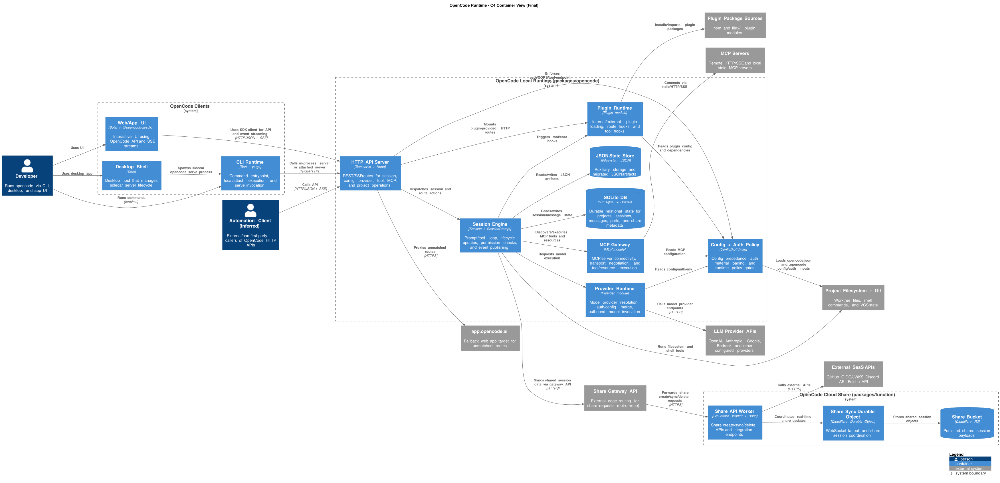 OpenCode Runtime - C4 Container View (Final)
Plugin Package Sources
npm and file:// plugin
modules
Installs/imports plugin
packages
MCP Servers
Remote HTTP/SSE and local
stdio MCP servers
Connects via
stdio/HTTP/SSE
Enforces
auth/CORS/tool-endpoint
OpenCode Local Runtime (packages/opencode)
[system]
OpenCode Clients
[system]
Web/App UI
[Solid + @opencode-ai/sdk]
Interactive UI using
OpenCode API and SSE
streams
Uses SDK client for API
and event streaming
[HTTP/JSON + SSE]
Uses UI
Developer
Runs opencode via CLI,
desktop, and app UI
Uses desktop app
Desktop Shell
[Tauri]
Desktop host that manages
sidecar server lifecycle
Spawns sidecar
opencode serve process
CLI Runtime
[Bun + yargs]
Command entrypoint,
local/attach execution, and
serve invocation
Runs commands
[terminal]
Calls in-process server
or attached server
[fetch/HTTP]
Calls API
[HTTP/JSON + SSE]
Automation Client
(inferred)
External/non-first-party
callers of OpenCode HTTP
APIs
HTTP API Server
[Bun.serve + Hono]
REST/SSE routes for session,
config, provider, tool, MCP,
and project operations
Mounts
plugin-provided HTTP
routes
Dispatches session and
route actions
Proxies unmatched
routes
[HTTPS]
Plugin Runtime
[Plugin module]
Internal/external plugin
loading, route hooks, and
tool hooks
Triggers tool/chat
hooks
Reads plugin config
and dependencies
JSON State Store
[Filesystem JSON]
Auxiliary storage and
migrated JSON artifacts
Reads/writes JSON
artifacts
SQLite DB
[bun:sqlite + Drizzle]
Durable relational state for
projects, sessions,
messages, parts, and share
metadata
Reads/writes
session/message state
Session Engine
[Session + SessionPrompt]
Prompt/tool loop, lifecycle
updates, permission checks,
and event publishing
Discovers/executes
MCP tools and
resources
Requests model
execution
MCP Gateway
[MCP module]
MCP server connectivity,
transport negotiation, and
tool/resource execution
Reads MCP
configuration
Config + Auth Policy
[Config/Auth/Flag]
Config precedence, auth
material loading, and
runtime policy gates
Reads config/auth/env
Loads opencode.json
and .opencode
config/auth inputs
Provider Runtime
[Provider module]
Model provider resolution,
auth/config merge,
outbound model invocation
Calls model provider
endpoints
[HTTPS]
Project Filesystem + Git
Worktree files, shell
commands, and VCS state
app.opencode.ai
Fallback web app target for
unmatched routes
LLM Provider APIs
OpenAI, Anthropic, Google,
Bedrock, and other
configured providers
Runs filesystem and
shell tools
External SaaS APIs
GitHub OIDC/JWKS, Discord
API, Feishu API
Syncs shared session
data via gateway API
[HTTPS]
Share Gateway API
External edge routing for
share requests (out-of-repo)
Forwards share
create/sync/delete
requests
[HTTPS]
Calls external APIs
[HTTPS]
OpenCode Cloud Share (packages/function)
[system]
Share API Worker
[Cloudflare Worker + Hono]
Share create/sync/delete
APIs and integration
endpoints
Coordinates real-time
share updates
Share Sync Durable
Object
[Cloudflare Durable Object]
WebSocket fanout and share
session coordination
Stores shared session
objects
Share Bucket
[Cloudflare R2]
Persisted shared session
payloads
Legend
person
container
external system
system boundary